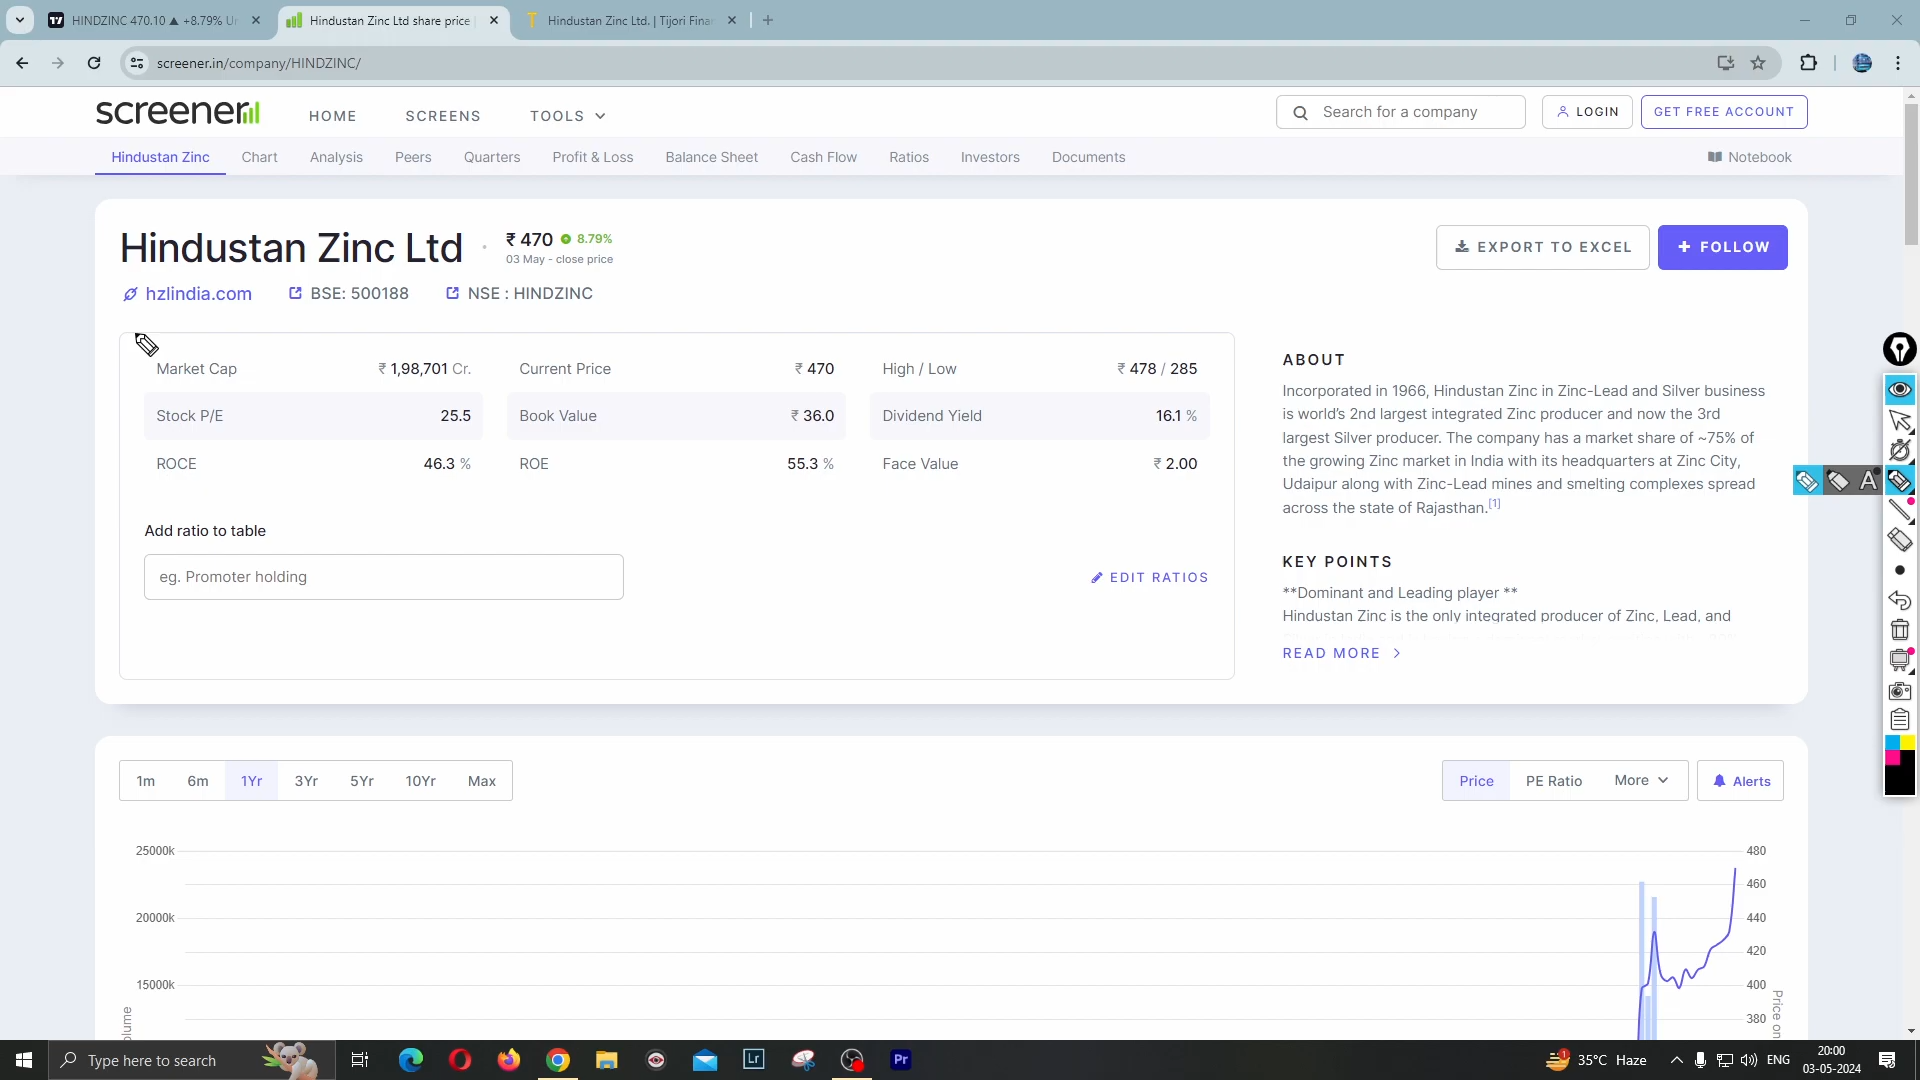 HINDZINC 470.10 ▲ +8.79% Un
Hindustan Zinc Ltd share price |
Hindustan Zinc Ltd. | Tijori Finan
screener.in/company/HINDZINC/
screener
HOME
SCREENS
TOOLS
Search for a company
LOGIN
GET FREE ACCOUNT
Hindustan Zinc
Chart
Analysis
Peers
Quarters
Profit & Loss
Balance Sheet
Cash Flow
Ratios
Investors
Documents
Notebook
Hindustan Zinc Ltd
₹ 470 8.79%
03 May - close price
EXPORT TO EXCEL
+ FOLLOW
hzlindia.com
BSE: 500188
NSE : HINDZINC
Market Cap ₹ 1,98,701 Cr.
Current Price ₹ 470
High / Low ₹ 478 / 285
Stock P/E 25.5
Book Value ₹ 36.0
Dividend Yield 16.1 %
ROCE 46.3 %
ROE 55.3 %
Face Value ₹ 2.00
Add ratio to table
eg. Promoter holding
EDIT RATIOS
ABOUT
Incorporated in 1966, Hindustan Zinc in Zinc-Lead and Silver business
is world's 2nd largest integrated Zinc producer and now the 3rd
largest Silver producer. The company has a market share of ~75% of
the growing Zinc market in India with its headquarters at Zinc City,
Udaipur along with Zinc-Lead mines and smelting complexes spread
across the state of Rajasthan.[1]
KEY POINTS
**Dominant and Leading player **
Hindustan Zinc is the only integrated producer of Zinc, Lead, and
READ MORE
1m
6m
1Yr
3Yr
5Yr
10Yr
Max
Price
PE Ratio
More
Alerts
25000k
20000k
15000k
480
460
440
420
400
380
Price on
A
Type here to search
Lr
Pr
1
35°C Haze
ENG
20:00
03-05-2024